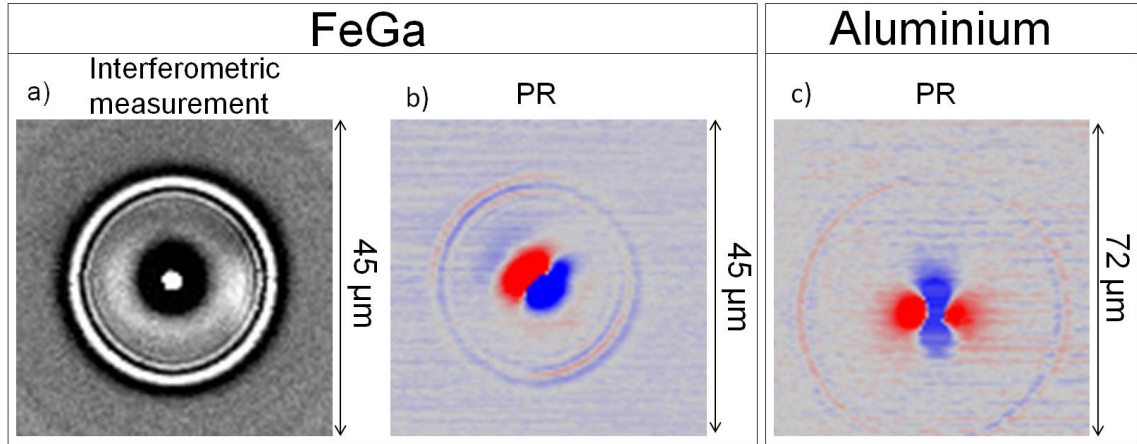 FeGa
Aluminium
a)
Interferometric
measurement
b)
PR
c)
PR
45 µm
45 µm
72 µm